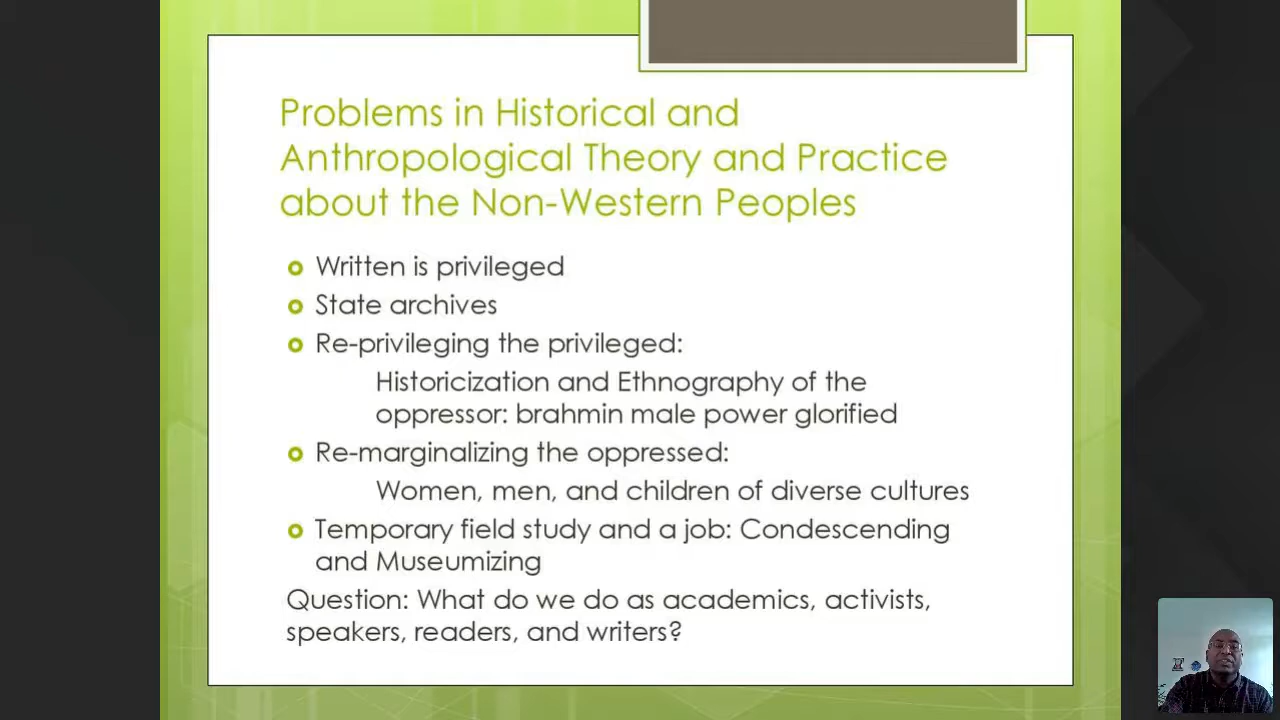 Problems in Historical and
Anthropological Theory and Practice
about the Non-Western Peoples
Written is privileged
State archives
Re-privileging the privileged:
Historicization and Ethnography of the
oppressor: brahmin male power glorified
Re-marginalizing the oppressed:
Women, men, and children of diverse cultures
Temporary field study and a job: Condescending
and Museumizing
Question: What do we do as academics, activists,
speakers, readers, and writers?